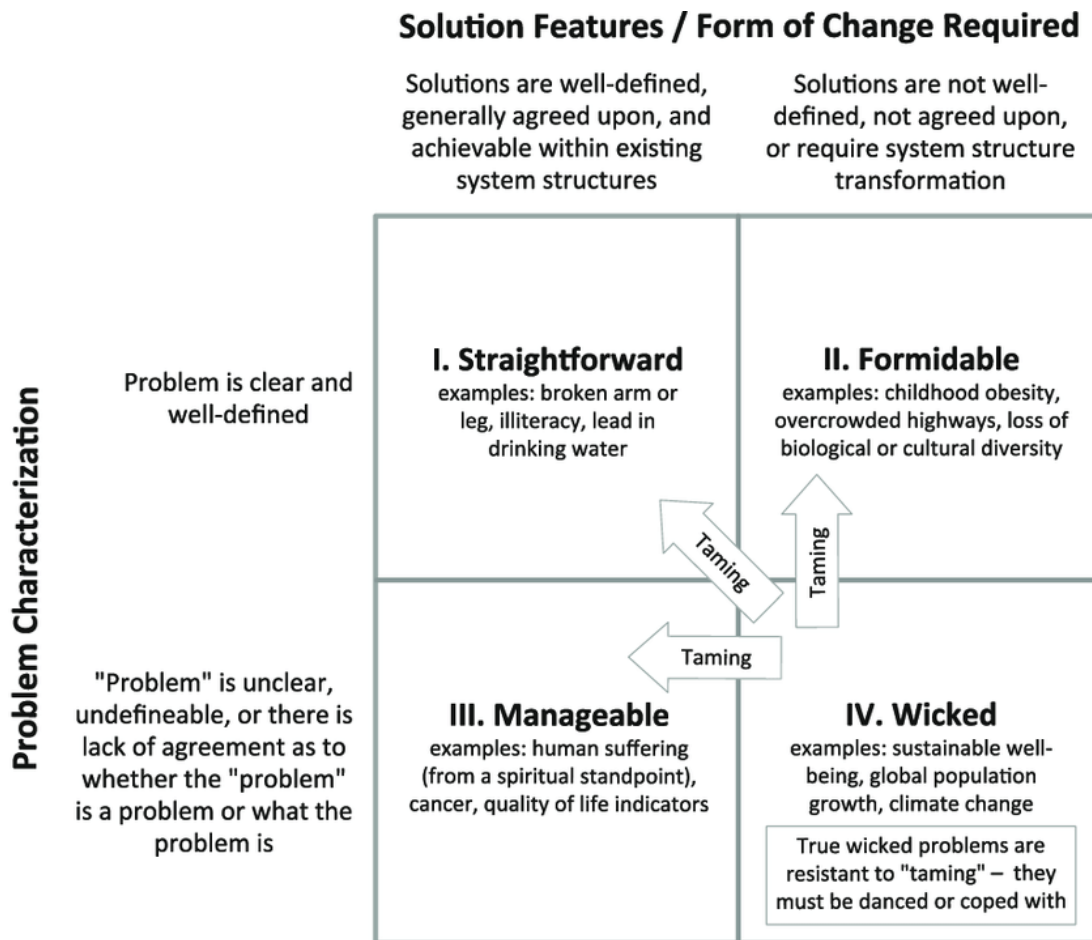 Solution Features / Form of Change Required
Solutions are well-defined,
generally agreed upon, and
achievable within existing
system structures
Solutions are not well-
defined, not agreed upon,
or require system structure
transformation
Problem Characterization
Problem is clear and
well-defined
I. Straightforward
examples: broken arm or
leg, illiteracy, lead in
drinking water
II. Formidable
examples: childhood obesity,
overcrowded highways, loss of
biological or cultural diversity
Taming
Taming
Taming
"Problem" is unclear,
undefineable, or there is
lack of agreement as to
whether the "problem"
is a problem or what the
problem is
III. Manageable
examples: human suffering
(from a spiritual standpoint),
cancer, quality of life indicators
IV. Wicked
examples: sustainable well-
being, global population
growth, climate change
True wicked problems are
resistant to "taming" – they
must be danced or coped with